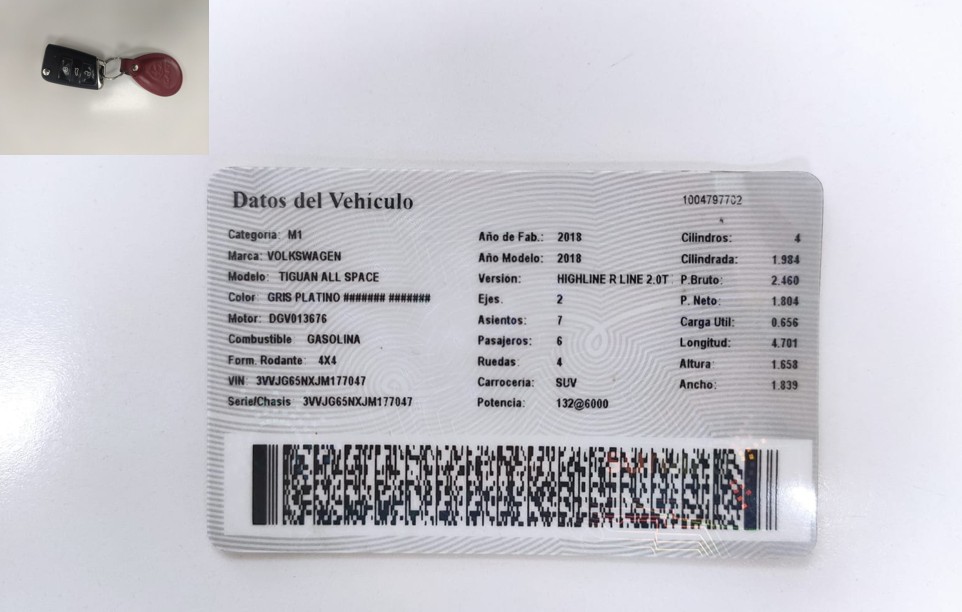 Datos del Vehículo
1004797702
Categoria: M1
Marca: VOLKSWAGEN
Modelo: TIGUAN ALL SPACE
Color GRIS PLATINO ####### #######
Motor: DGV013676
Combustible GASOLINA
Form. Rodante: 4X4
VIN 3VVJG65NXJM177047
Serie/Chasis 3VVJG65NXJM177047
Año de Fab.: 2018
Año Modelo: 2018
Version: HIGHLINE R LINE 2.0T
Ejes. 2
Asientos: 7
Pasajeros: 6
Ruedas: 4
Carroceria: SUV
Potencia: 132@6000
Cilindros: 4
Cilindrada: 1.984
P.Bruto: 2.460
P. Neto: 1.804
Carga Util: 0.656
Longitud: 4.701
Altura: 1.658
Ancho: 1.839